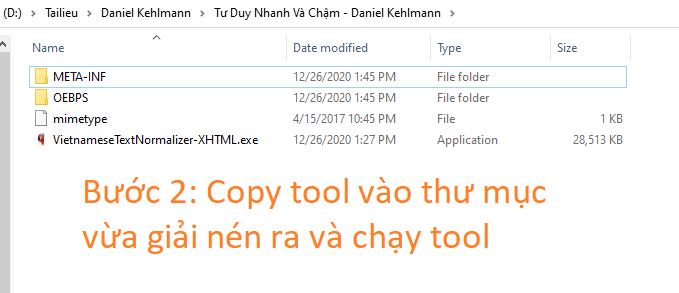 (D:) › Tailieu › Daniel Kehlmann › Tư Duy Nhanh Và Chậm - Daniel Kehlmann ›
Name Date modified Type Size
META-INF 12/26/2020 1:45 PM File folder
OEBPS 12/26/2020 1:45 PM File folder
mimetype 4/15/2017 10:45 PM File 1 KB
VietnameseTextNormalizer-XHTML.exe 12/26/2020 1:27 PM Application 28,513 KB
Bước 2: Copy tool vào thư mục
vừa giải nén ra và chạy tool